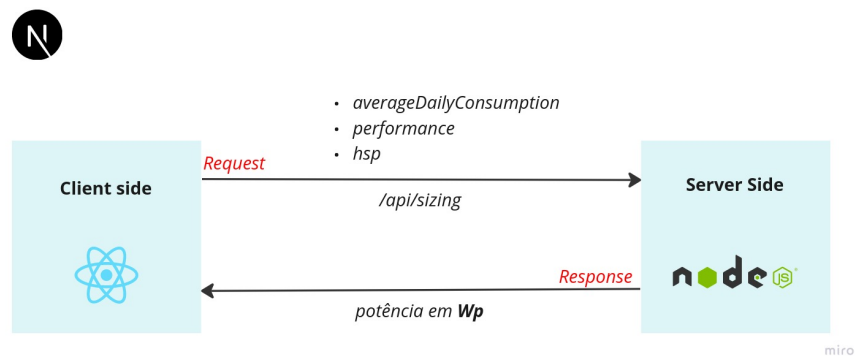 N
• averageDailyConsumption
• performance
• hsp
Request
Client side
Server Side
/api/sizing
Response
node
JS
potência em Wp
miro